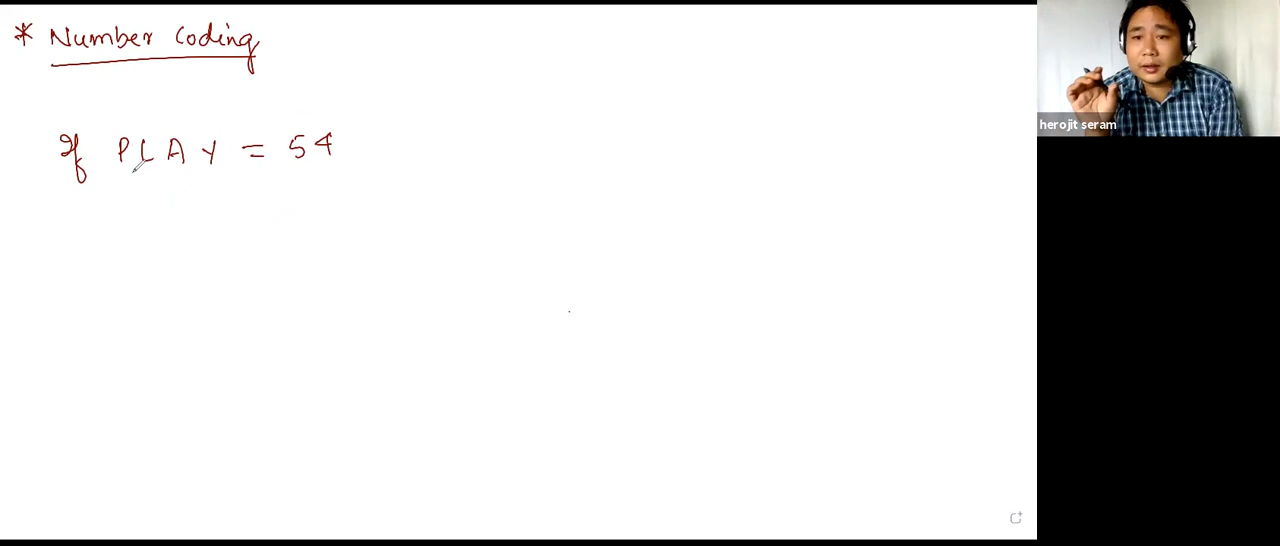 * Number Coding
herojit seram
If PLAY = 54